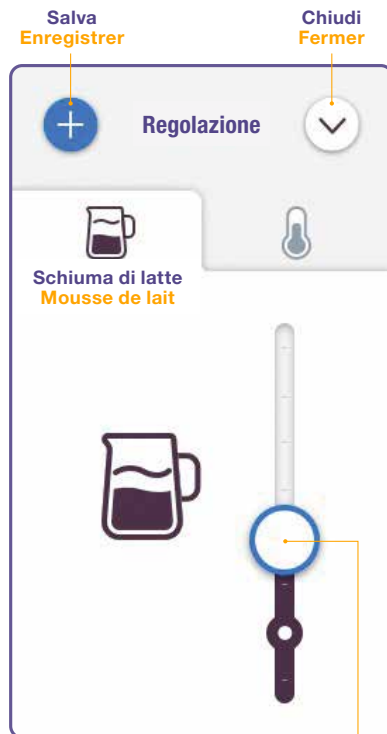 Salva
Enregistrer
Chiudi
Fermer
Regolazione
Schiuma di latte
Mousse de lait